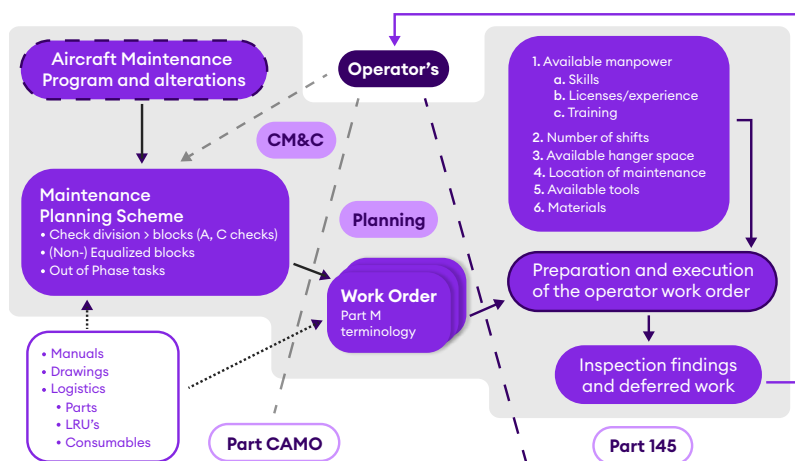 Aircraft Maintenance
Program and alterations
Operator's
CM&C
Maintenance
Planning Scheme
• Check division > blocks (A, C checks)
• (Non-) Equalized blocks
• Out of Phase tasks
Planning
Work Order
Part M
terminology
• Manuals
• Drawings
• Logistics
• Parts
• LRU's
• Consumables
Part CAMO
1. Available manpower
a. Skills
b. Licenses/experience
c. Training
2. Number of shifts
3. Available hanger space
4. Location of maintenance
5. Available tools
6. Materials
Preparation and execution
of the operator work order
Inspection findings
and deferred work
Part 145